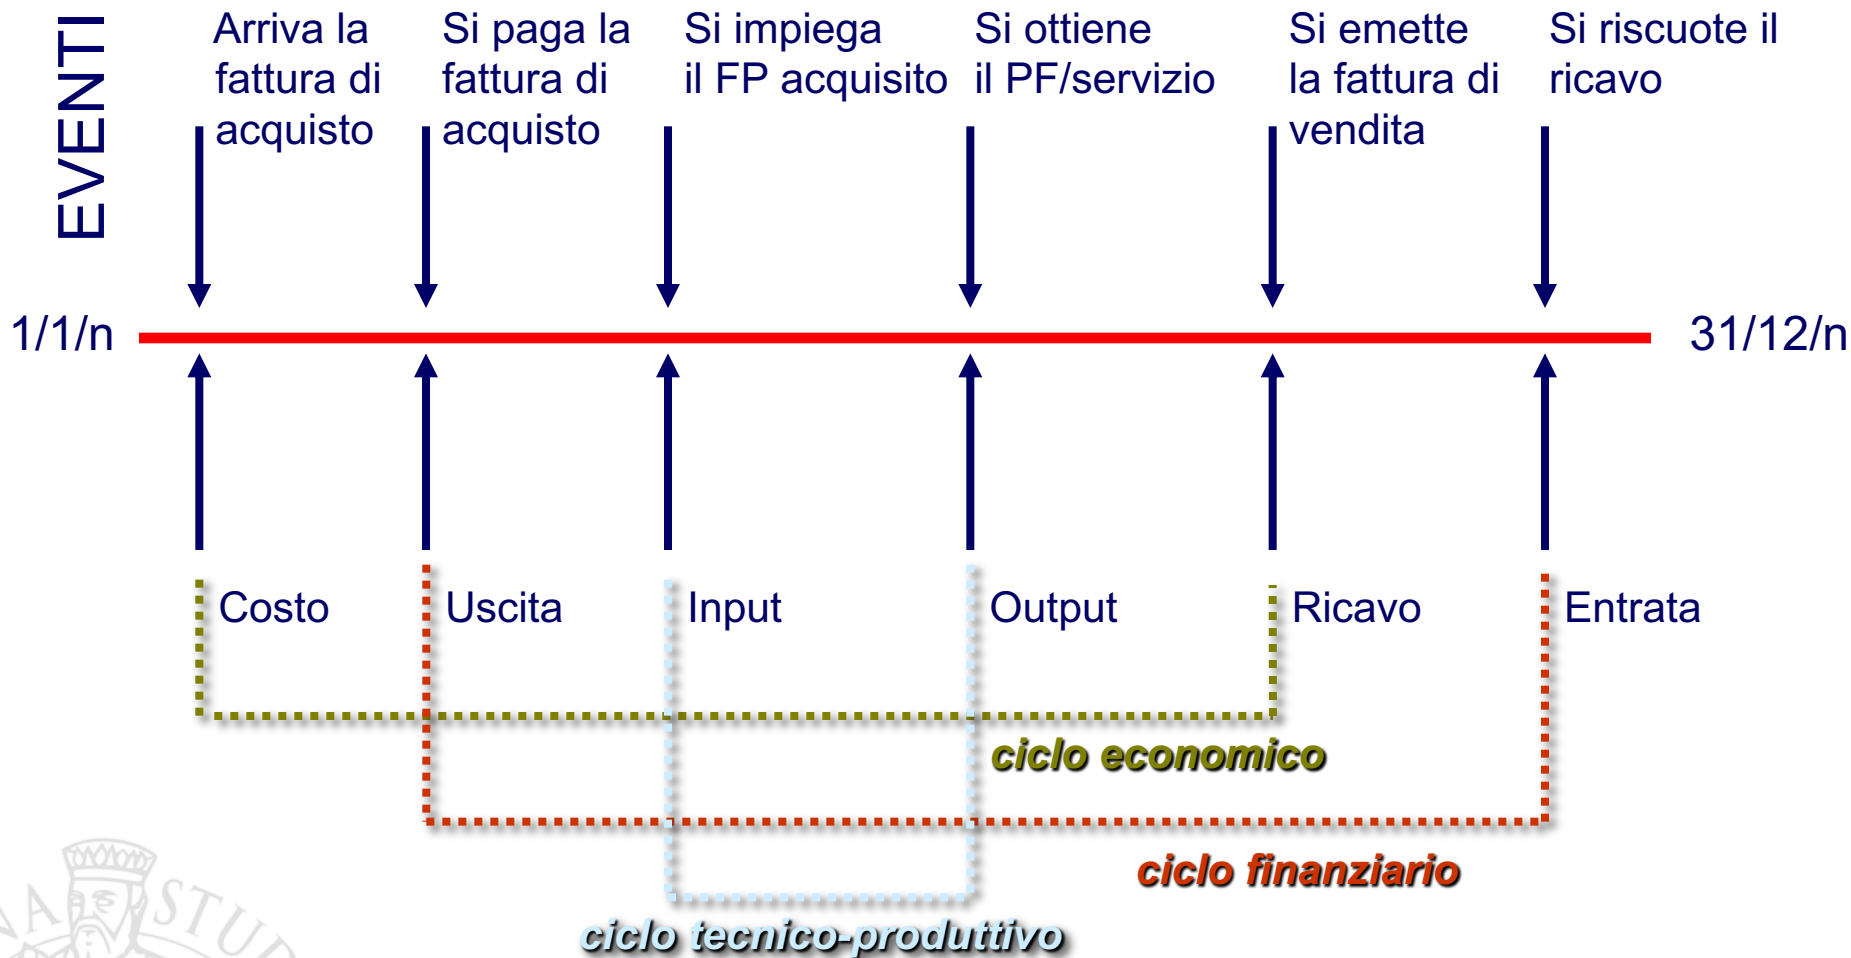 EVENTI
Arriva la
fattura di
acquisto
Si paga la
fattura di
acquisto
Si impiega
il FP acquisito
Si ottiene
il PF/servizio
Si emette
la fattura di
vendita
Si riscuote il
ricavo
1/1/n
31/12/n
Costo
Uscita
Input
Output
Ricavo
Entrata
ciclo economico
ciclo finanziario
ciclo tecnico-produttivo